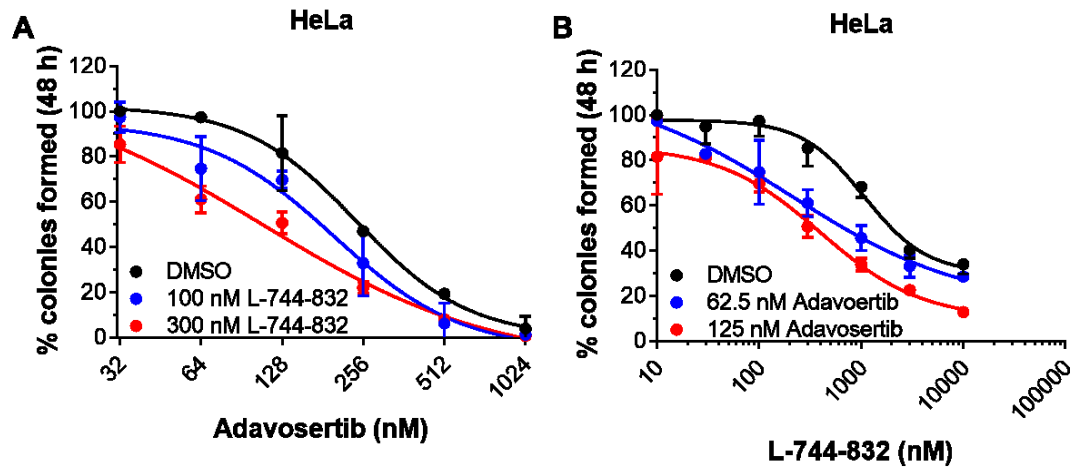 A
HeLa
% colonies formed (48 h)
120
100
80
60
40
20
0
DMSO
100 nM L-744-832
300 nM L-744-832
32
64
128
256
512
1024
Adavosertib (nM)
B
HeLa
% colonies formed (48 h)
120
100
80
60
40
20
0
DMSO
62.5 nM Adavoertib
125 nM Adavosertib
10
100
1000
10000
100000
L-744-832 (nM)